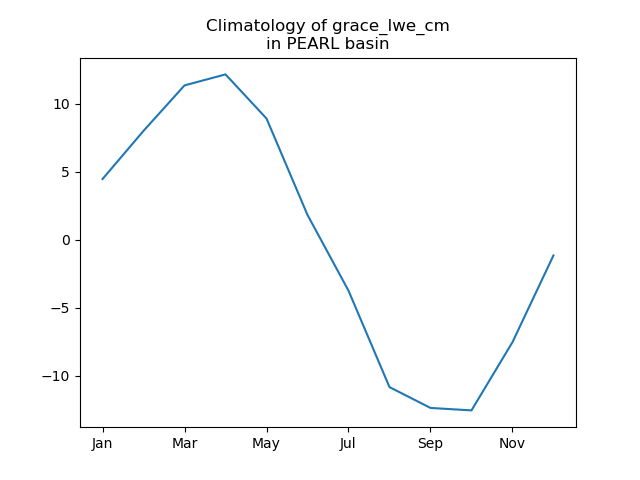 Climatology of grace_lwe_cm
in PEARL basin
10
5
0
−5
−10
Jan
Mar
May
Jul
Sep
Nov